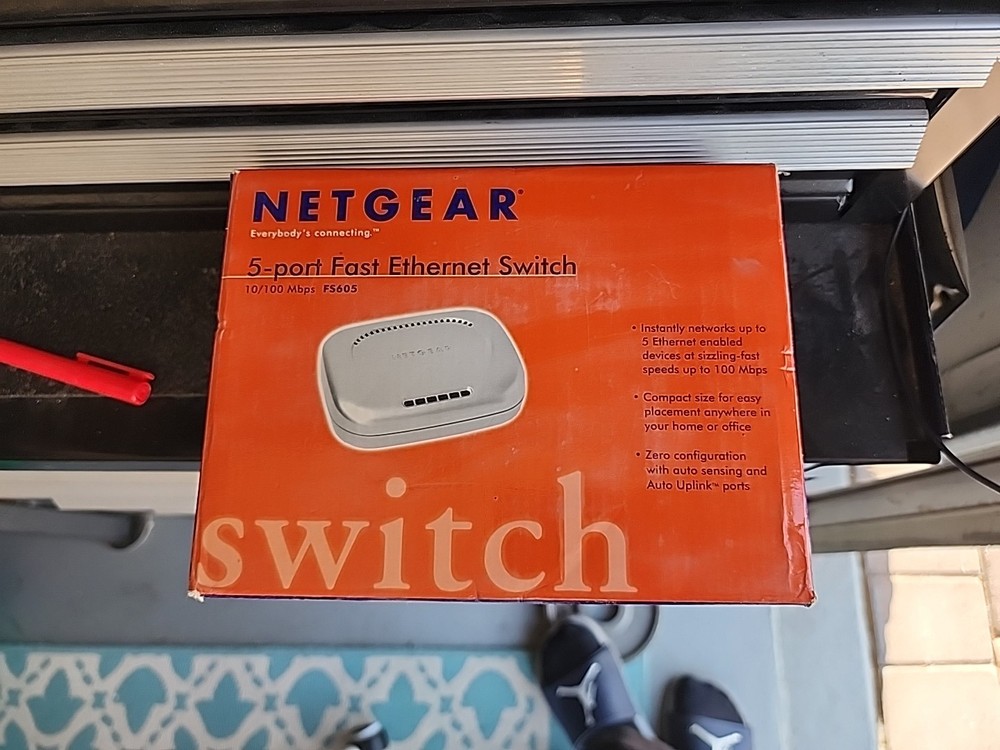 NETGEAR®
Everybody's connecting.™
5-port Fast Ethernet Switch
10/100 Mbps FS605
NETGEAR
• Instantly networks up to
5 Ethernet enabled
devices at sizzling-fast
speeds up to 100 Mbps
• Compact size for easy
placement anywhere in
your home or office
• Zero configuration
with auto sensing and
Auto Uplink™ ports
switch